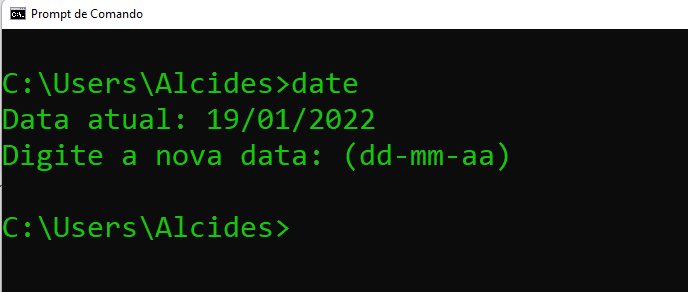 Prompt de Comando
C:\Users\Alcides>date
Data atual: 19/01/2022
Digite a nova data: (dd-mm-aa)
C:\Users\Alcides>